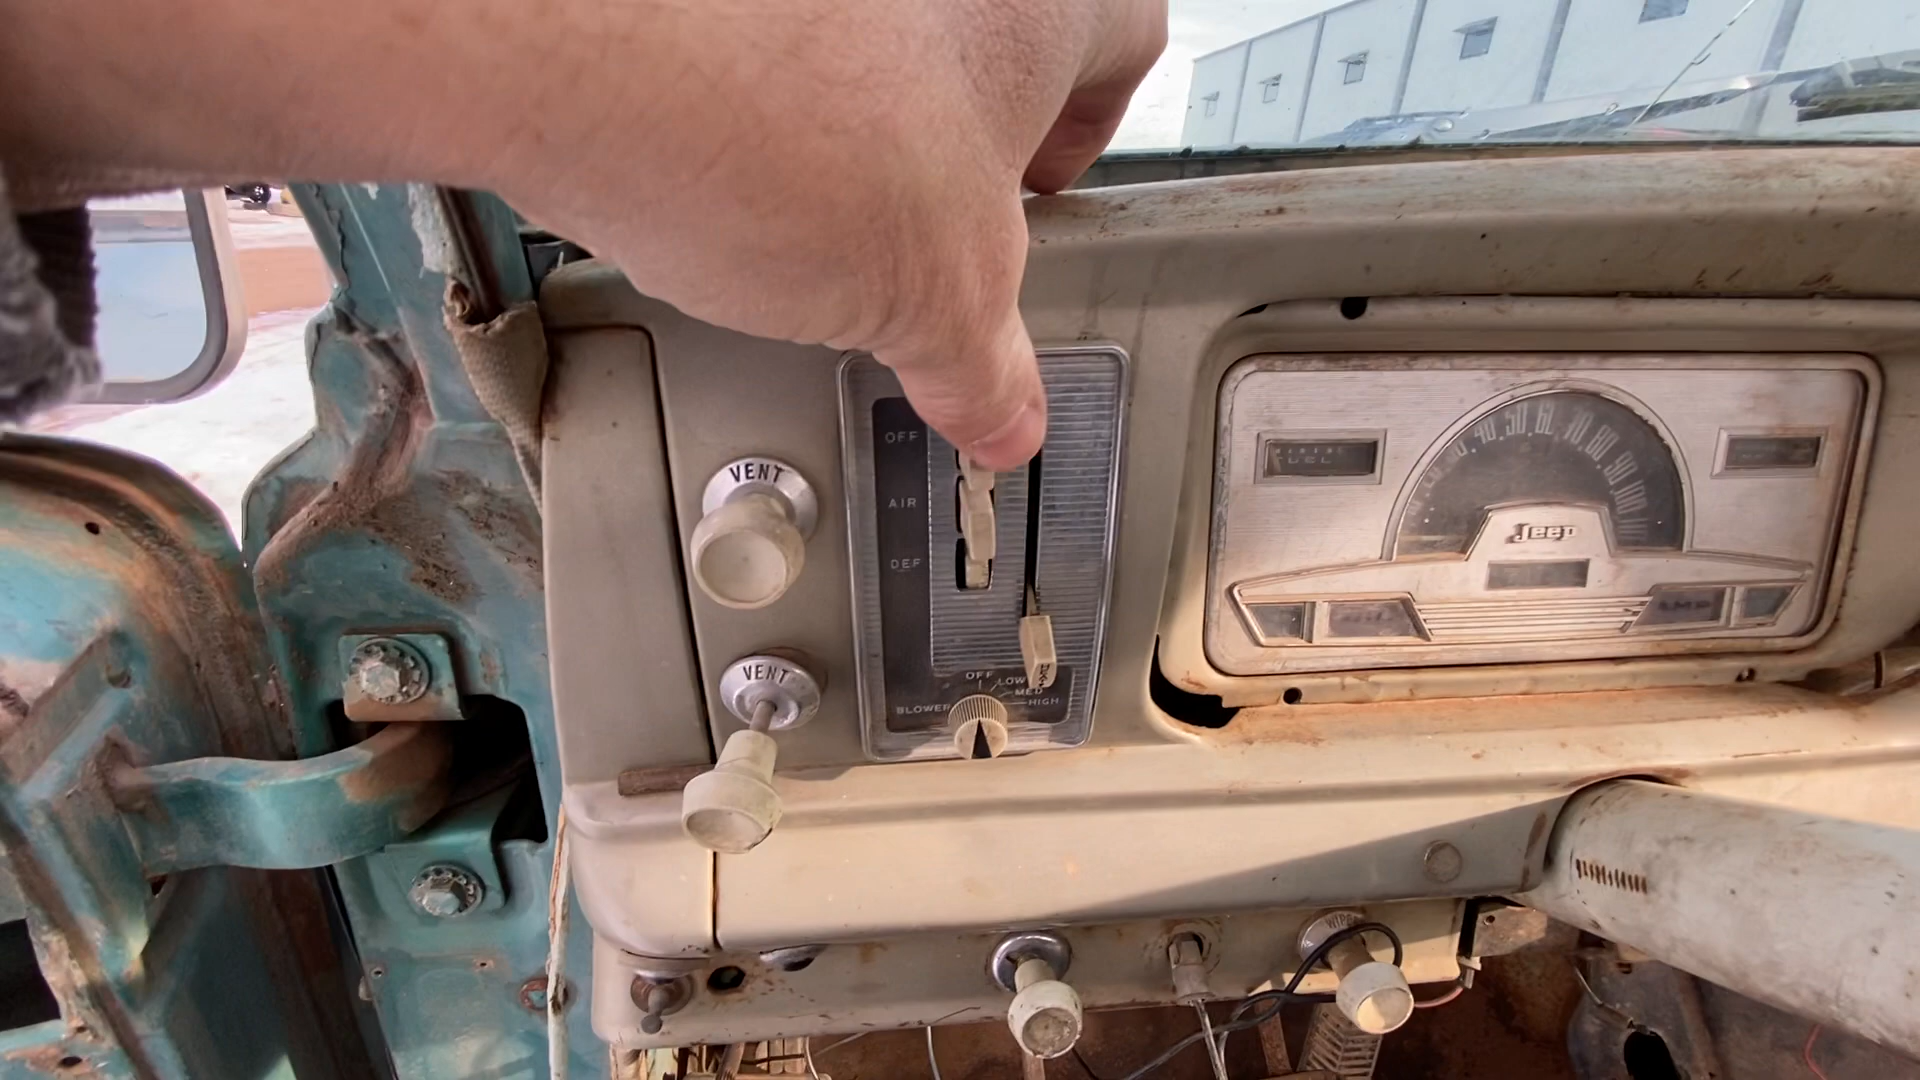 OFF
AIR
DEF
VENT
VENT
OFF
LOW
MED
HIGH
BLOWER
FUEL
40 50 60 70 80 90 100
Jeep